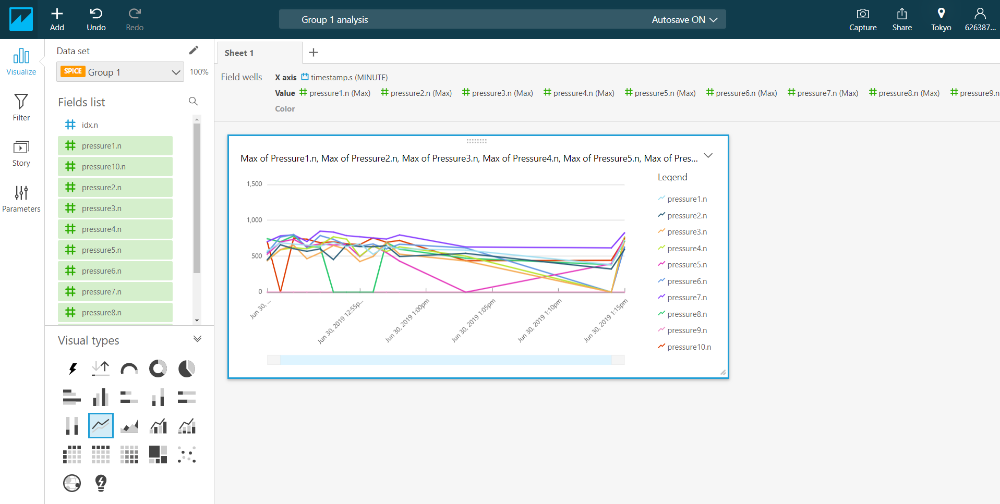 Add
Undo
Redo
Group 1 analysis
Autosave ON
Capture
Share
Tokyo
626387...
Visualize
Filter
Story
Parameters
Data set
SPICE Group 1
100%
Fields list
idx.n
pressure1.n
pressure10.n
pressure2.n
pressure3.n
pressure4.n
pressure5.n
pressure6.n
pressure7.n
pressure8.n
Visual types
Sheet 1
Field wells
X axis timestamp.s (MINUTE)
Value pressure1.n (Max) pressure2.n (Max) pressure3.n (Max) pressure4.n (Max) pressure5.n (Max) pressure6.n (Max) pressure7.n (Max) pressure8.n (Max) pressure9.n
Color
Max of Pressure1.n, Max of Pressure2.n, Max of Pressure3.n, Max of Pressure4.n, Max of Pressure5.n, Max of Pres...
1,500
1,000
500
0
Jun 30, ...
Jun 30, 2019 12:55p...
Jun 30, 2019 1:00pm
Jun 30, 2019 1:05pm
Jun 30, 2019 1:10pm
Jun 30, 2019 1:15pm
Legend
pressure1.n
pressure2.n
pressure3.n
pressure4.n
pressure5.n
pressure6.n
pressure7.n
pressure8.n
pressure9.n
pressure10.n